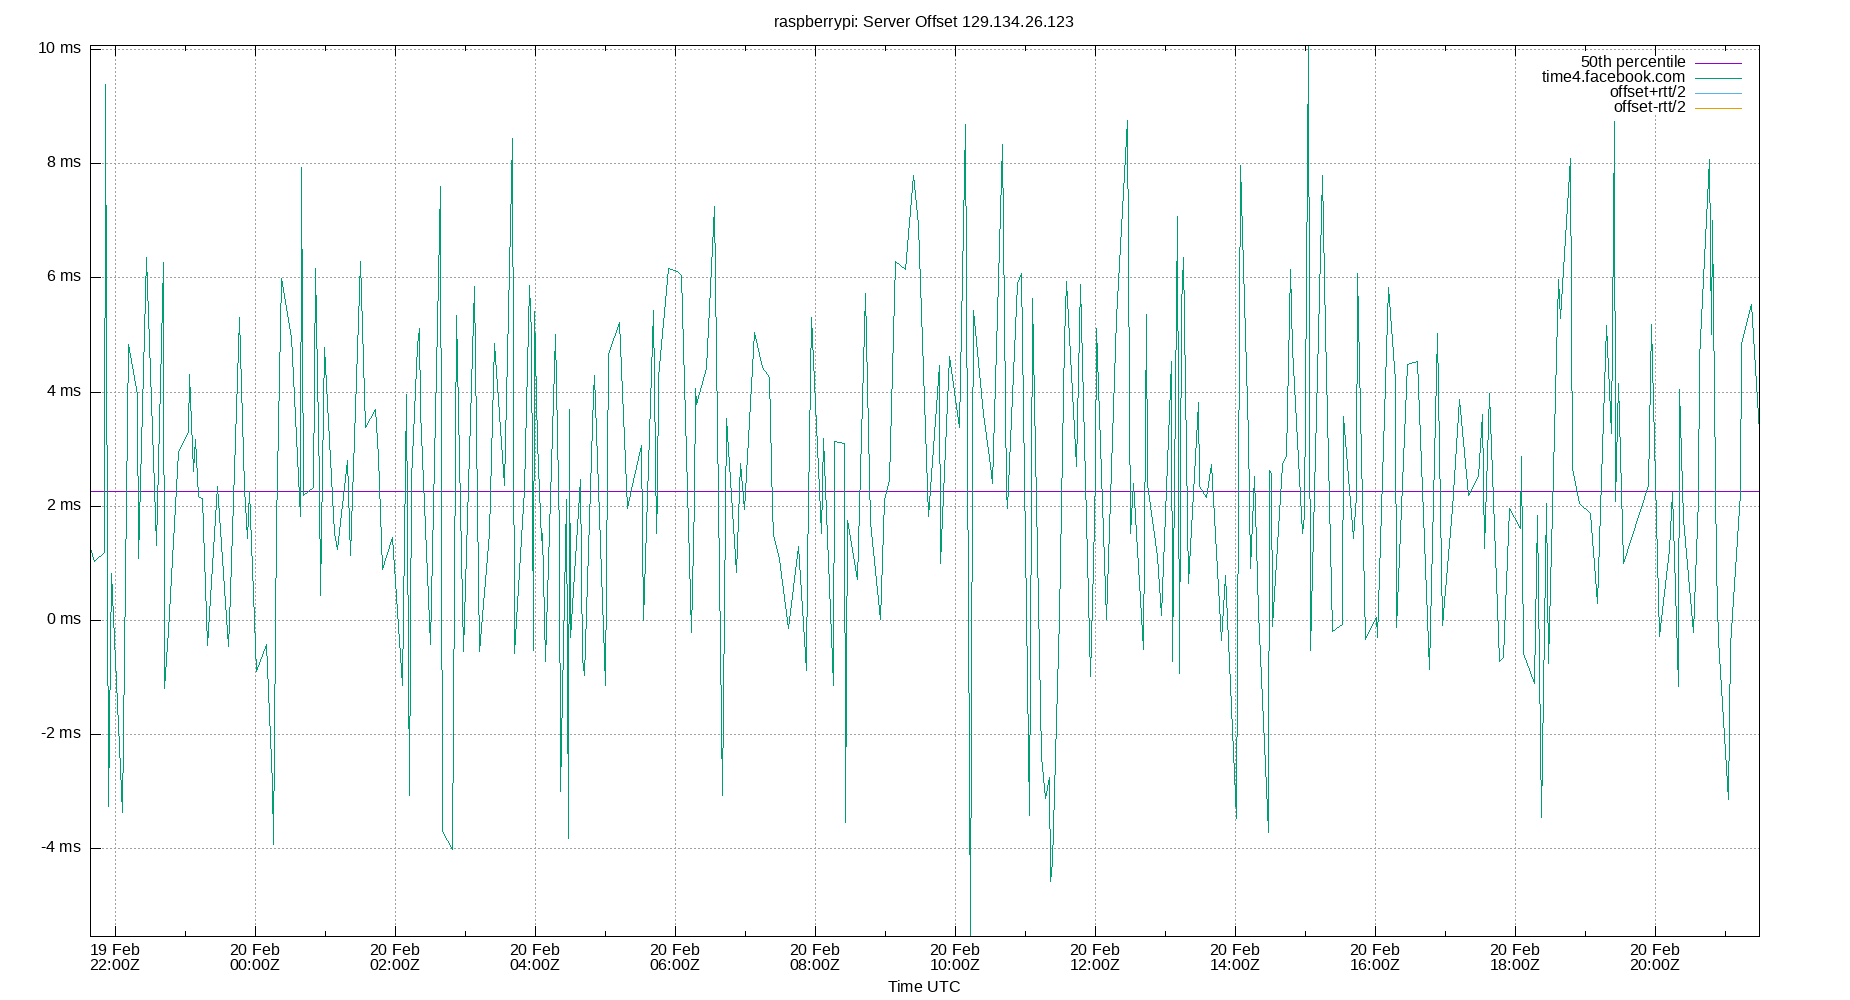 raspberrypi: Server Offset 129.134.26.123
10 ms
50th percentile
time4.facebook.com
offset+rtt/2
offset-rtt/2
8 ms
6 ms
4 ms
2 ms
0 ms
-2 ms
-4 ms
19 Feb 20 Feb 20 Feb 20 Feb 20 Feb 20 Feb 20 Feb 20 Feb 20 Feb 20 Feb 20 Feb 20 Feb
22:00Z 00:00Z 02:00Z 04:00Z 06:00Z 08:00Z 10:00Z 12:00Z 14:00Z 16:00Z 18:00Z 20:00Z
Time UTC